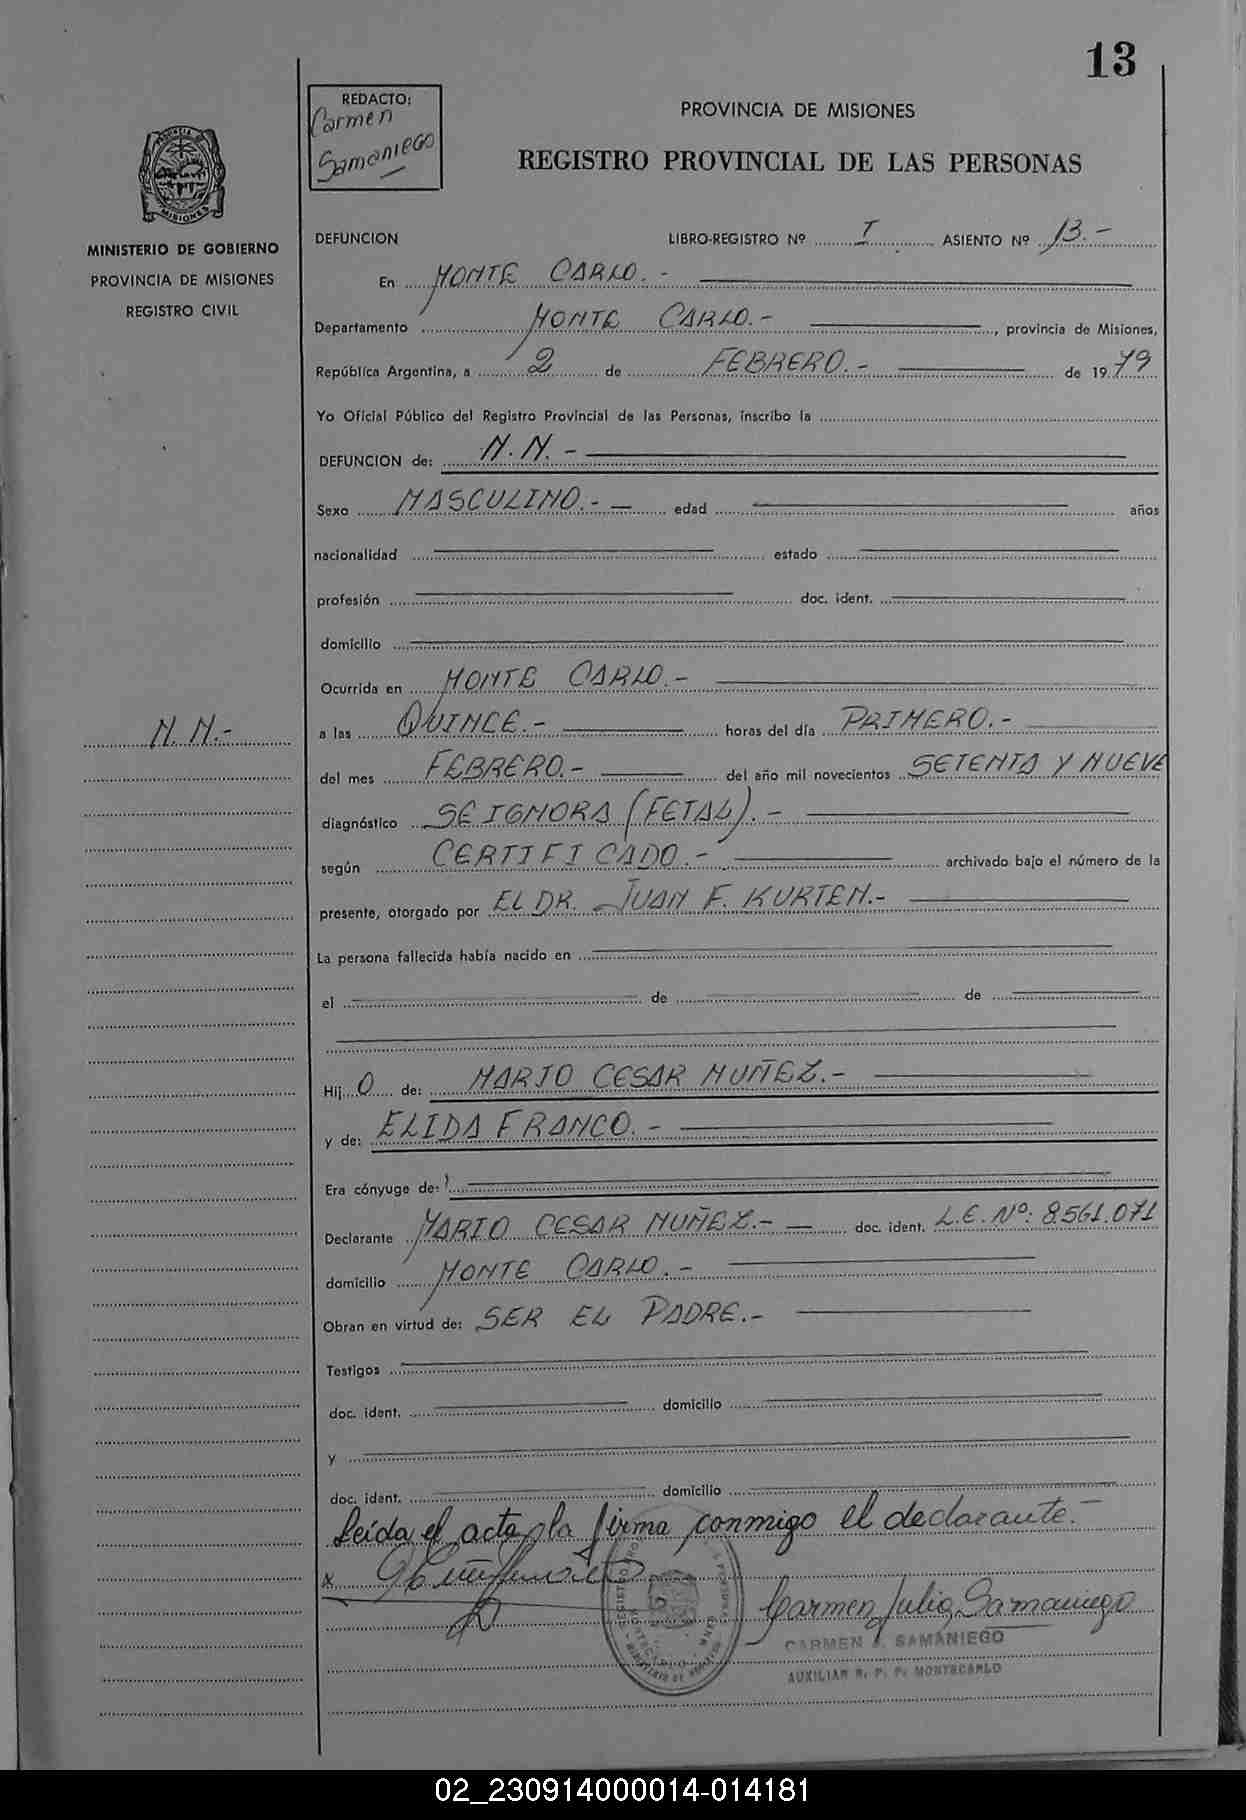 13
REDACTO:
Carmen
Samaniego
PROVINCIA DE MISIONES
REGISTRO PROVINCIAL DE LAS PERSONAS
MISIONES
MINISTERIO DE GOBIERNO
PROVINCIA DE MISIONES
REGISTRO CIVIL
DEFUNCION LIBRO-REGISTRO Nº I ASIENTO Nº 13.-
En MONTE CARLO.-
Departamento MONTE CARLO.- , provincia de Misiones,
República Argentina, a 2 de FEBRERO.- de 1979
Yo Oficial Público del Registro Provincial de las Personas, inscribo la
DEFUNCION de: N.N.-
Sexo MASCULINO.- edad años
nacionalidad estado
profesión doc. ident.
domicilio
Ocurrida en MONTE CARLO.-
N.N.-
a las QUINCE.- horas del día PRIMERO.-
del mes FEBRERO.- del año mil novecientos SETENTA Y NUEVE
diagnóstico SE IGNORA (FETAL).-
según CERTIFICADO.- archivado bajo el número de la
presente, otorgado por EL DR. JUAN F. KURTEN.-
La persona fallecida había nacido en
el de de
Hij O de: MARIO CESAR MUÑEZ.-
y de: ELIDA FRANCO.-
Era cónyuge de:
Declarante MARIO CESAR MUÑEZ.- doc. ident. L.E. Nº: 8.561.071
domicilio MONTE CARLO.-
Obran en virtud de: SER EL PADRE.-
Testigos
doc. ident. domicilio
y
doc. ident. domicilio
Leída el acta, la firma conmigo el declarante.-
x
Carmen Julia Samaniego
CARMEN J. SAMANIEGO
AUXILIAR R. P. P. MONTECARLO
02_230914000014-014181